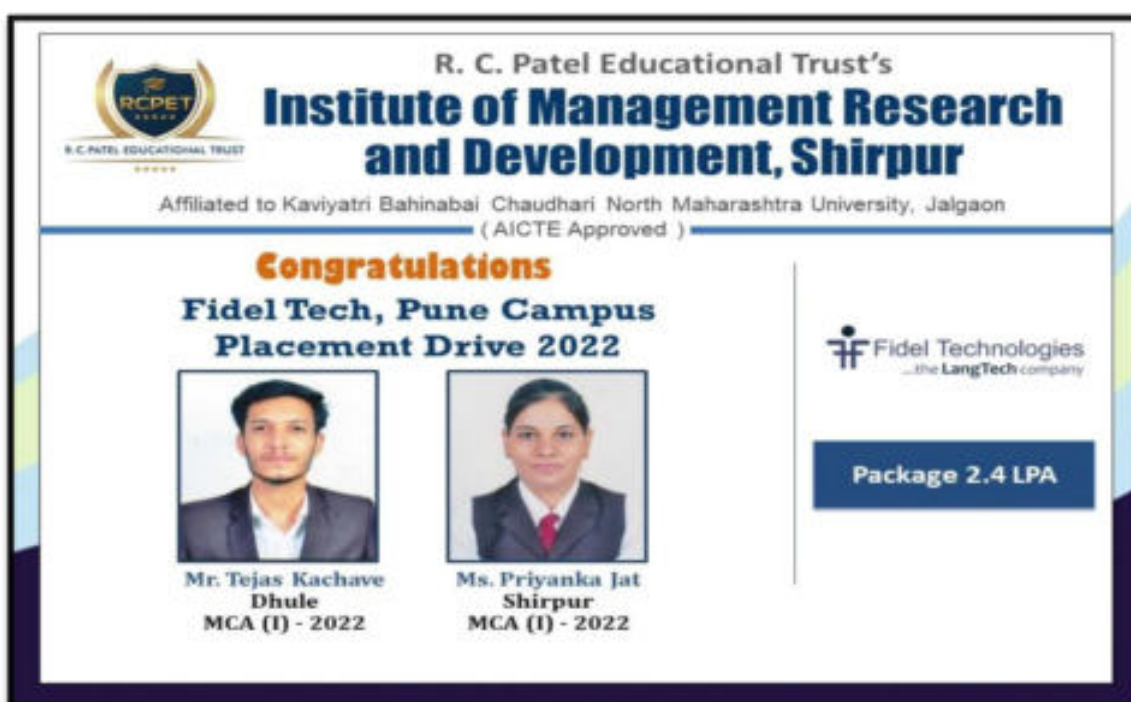 RCPET
R. C. PATEL EDUCATIONAL TRUST
R. C. Patel Educational Trust's
Institute of Management Research
and Development, Shirpur
Affiliated to Kaviyatri Bahinabai Chaudhari North Maharashtra University, Jalgaon
( AICTE Approved )
Congratulations
Fidel Tech, Pune Campus
Placement Drive 2022
Mr. Tejas Kachave
Dhule
MCA (I) - 2022
Ms. Priyanka Jat
Shirpur
MCA (I) - 2022
Fidel Technologies
...the LangTech company
Package 2.4 LPA